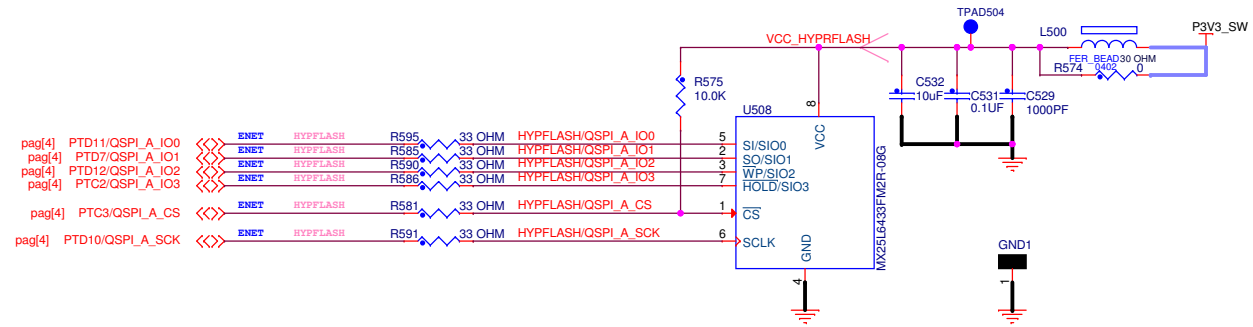 TPAD504
L500
P3V3_SW
VCC_HYPRFLASH
FER_BEAD30 OHM
R574 0402 0
R575
10.0K
C532
10uF
C531
0.1UF
C529
1000PF
U508
8
VCC
pag[4] PTD11/QSPI_A_IO0 ENET HYPFLASH R595 33 OHM HYPFLASH/QSPI_A_IO0 5 SI/SIO0
pag[4] PTD7/QSPI_A_IO1 ENET HYPFLASH R585 33 OHM HYPFLASH/QSPI_A_IO1 2 SO/SIO1
pag[4] PTD12/QSPI_A_IO2 ENET HYPFLASH R590 33 OHM HYPFLASH/QSPI_A_IO2 3 WP/SIO2
pag[4] PTC2/QSPI_A_IO3 ENET HYPFLASH R586 33 OHM HYPFLASH/QSPI_A_IO3 7 HOLD/SIO3
pag[4] PTC3/QSPI_A_CS ENET HYPFLASH R581 33 OHM HYPFLASH/QSPI_A_CS 1 CS
pag[4] PTD10/QSPI_A_SCK ENET HYPFLASH R591 33 OHM HYPFLASH/QSPI_A_SCK 6 SCLK
GND
4
MX25L6433FM2R-08G
GND1
1